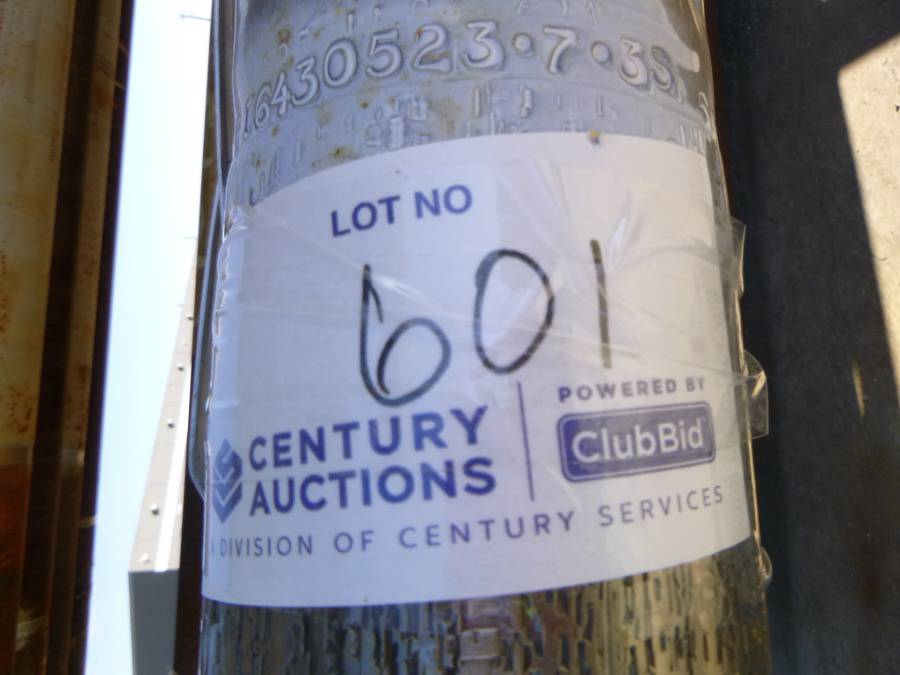 16430523·7·3S
LOT NO
601
CENTURY AUCTIONS
POWERED BY
ClubBid
A DIVISION OF CENTURY SERVICES